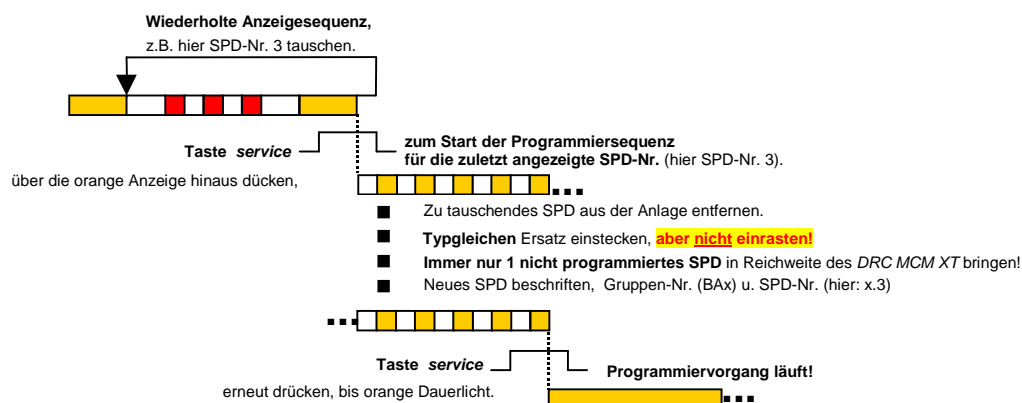 Wiederholte Anzeigesequenz,
z.B. hier SPD-Nr. 3 tauschen.
Taste service
zum Start der Programmiersequenz
für die zuletzt angezeigte SPD-Nr. (hier SPD-Nr. 3).
über die orange Anzeige hinaus dücken,
Zu tauschendes SPD aus der Anlage entfernen.
Typgleichen Ersatz einstecken, aber nicht einrasten!
Immer nur 1 nicht programmiertes SPD in Reichweite des DRC MCM XT bringen!
Neues SPD beschriften, Gruppen-Nr. (BAx) u. SPD-Nr. (hier: x.3)
Taste service
Programmiervorgang läuft!
erneut drücken, bis orange Dauerlicht.